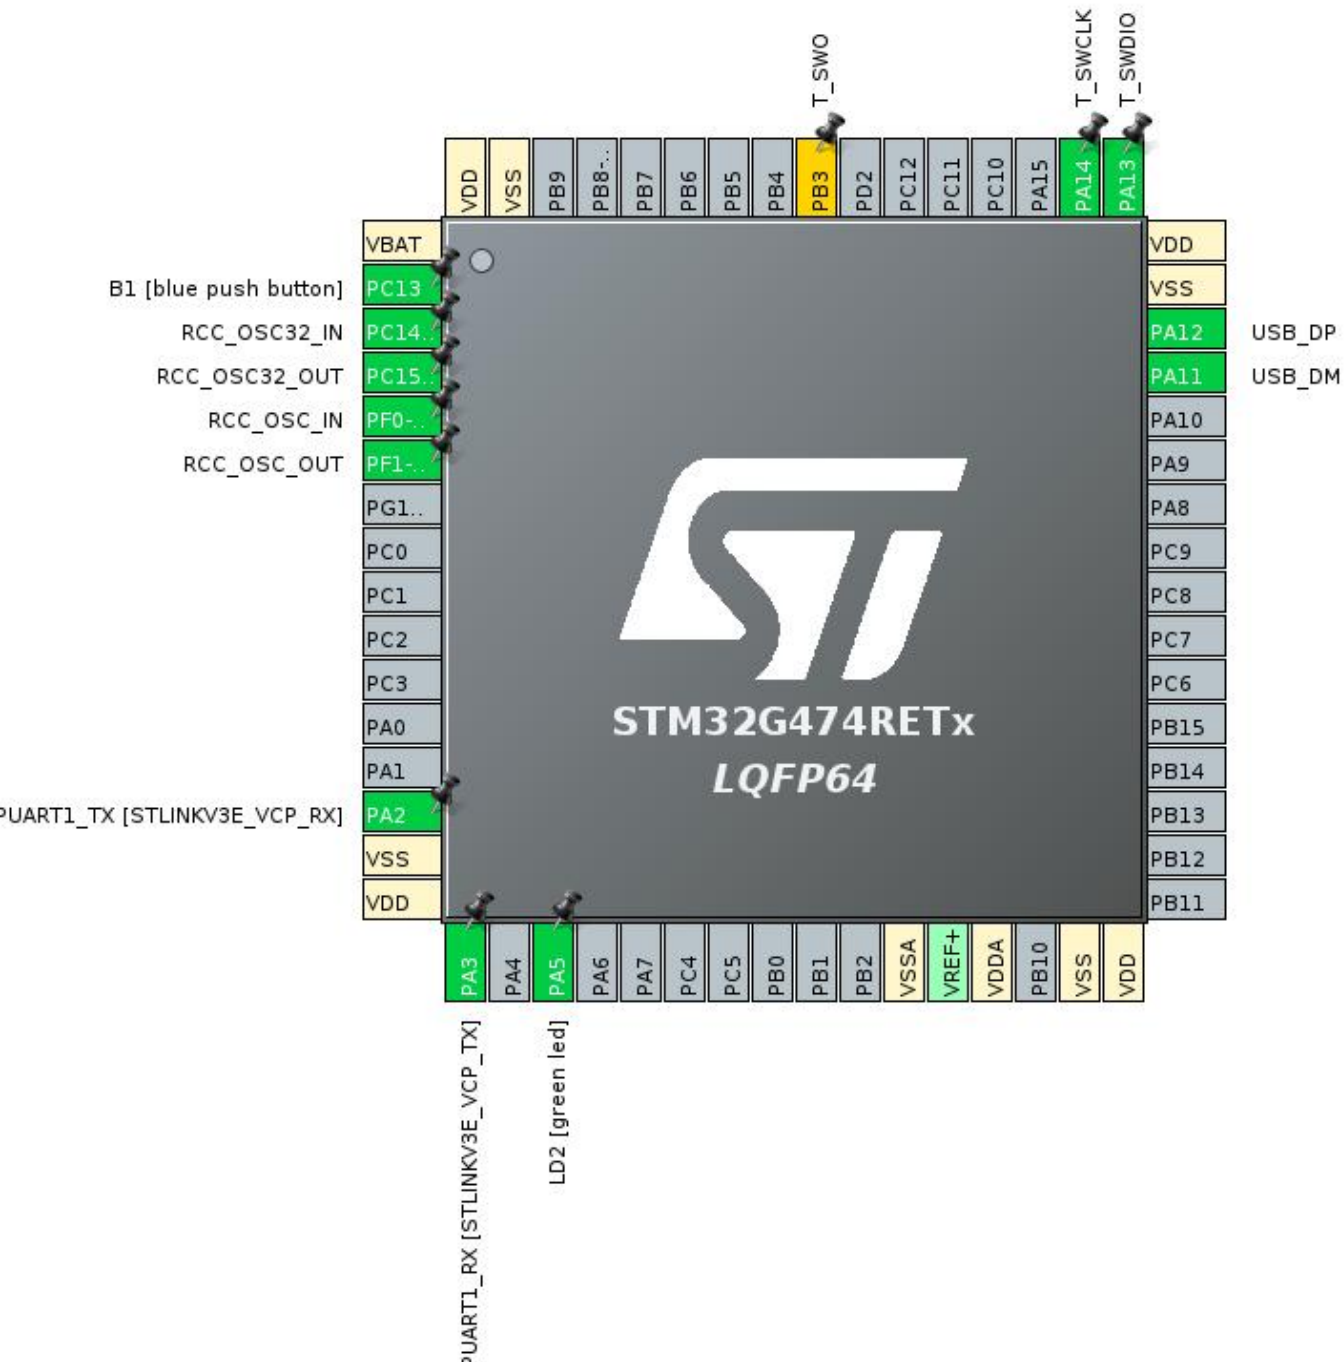 T_SWO
T_SWCLK
T_SWDIO
VDD
VSS
PB9
PB8-..
PB7
PB6
PB5
PB4
PB3
PD2
PC12
PC11
PC10
PA15
PA14
PA13
VBAT
B1 [blue push button] PC13
RCC_OSC32_IN PC14..
RCC_OSC32_OUT PC15..
RCC_OSC_IN PF0-..
RCC_OSC_OUT PF1-..
PG1..
PC0
PC1
PC2
PC3
PA0
PA1
PUART1_TX [STLINKV3E_VCP_RX] PA2
VSS
VDD
ST
STM32G474RETx
LQFP64
VDD
VSS
PA12 USB_DP
PA11 USB_DM
PA10
PA9
PA8
PC9
PC8
PC7
PC6
PB15
PB14
PB13
PB12
PB11
PA3
PA4
PA5
PA6
PA7
PC4
PC5
PB0
PB1
PB2
VSSA
VREF+
VDDA
PB10
VSS
VDD
PUART1_RX [STLINKV3E_VCP_TX]
LD2 [green led]